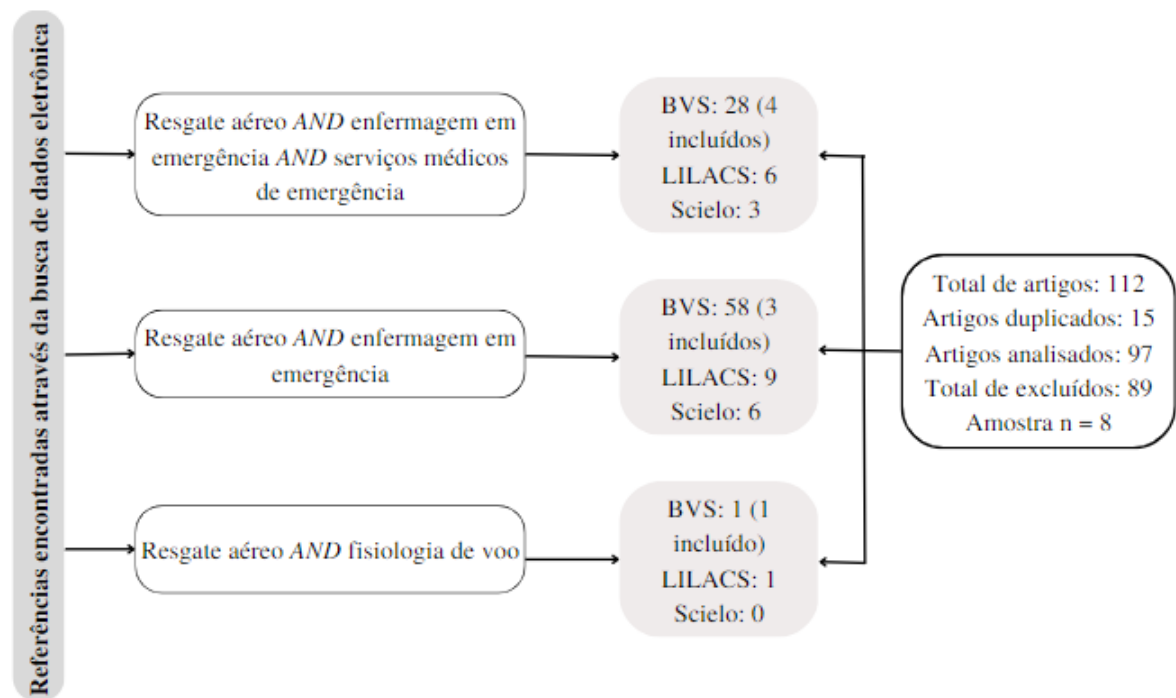 Referências encontradas através da busca de dados eletrônica
Resgate aéreo AND enfermagem em
emergência AND serviços médicos
de emergência
BVS: 28 (4
incluídos)
LILACS: 6
Scielo: 3
Resgate aéreo AND enfermagem em
emergência
BVS: 58 (3
incluídos)
LILACS: 9
Scielo: 6
Resgate aéreo AND fisiologia de voo
BVS: 1 (1
incluído)
LILACS: 1
Scielo: 0
Total de artigos: 112
Artigos duplicados: 15
Artigos analisados: 97
Total de excluídos: 89
Amostra n = 8